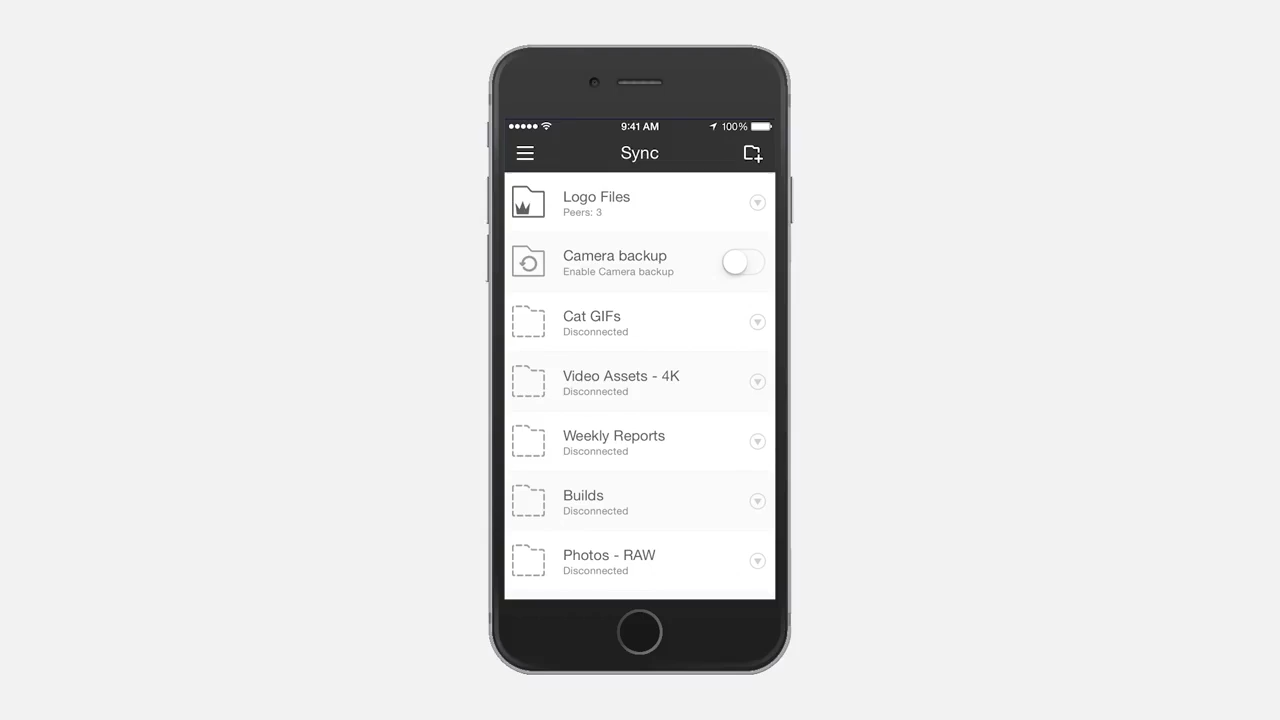 9:41 AM
100%
Sync
Logo Files
Peers: 3
Camera backup
Enable Camera backup
Cat GIFs
Disconnected
Video Assets - 4K
Disconnected
Weekly Reports
Disconnected
Builds
Disconnected
Photos - RAW
Disconnected